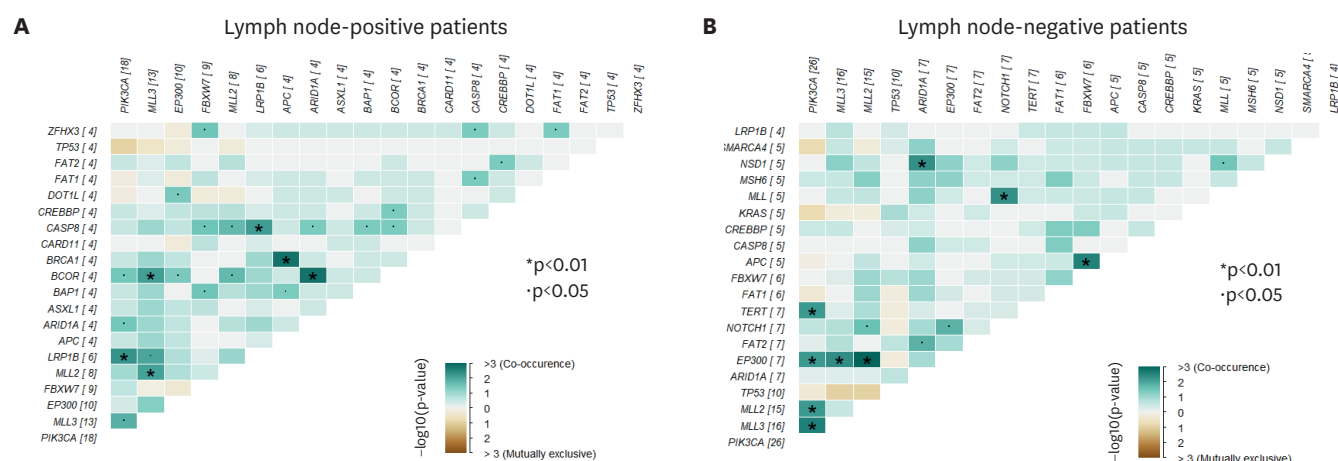 A
Lymph node-positive patients
PIK3CA [18]
MLL3 [13]
EP300 [10]
FBXW7 [ 9]
MLL2 [ 8]
LRP1B [ 6]
APC [ 4]
ARID1A [ 4]
ASXL1 [ 4]
BAP1 [ 4]
BCOR [ 4]
BRCA1 [ 4]
CARD11 [ 4]
CASP8 [ 4]
CREBBP [ 4]
DOT1L [ 4]
FAT1 [ 4]
FAT2 [ 4]
TP53 [ 4]
ZFHX3 [ 4]
ZFHX3 [ 4]
TP53 [ 4]
FAT2 [ 4]
FAT1 [ 4]
DOT1L [ 4]
CREBBP [ 4]
CASP8 [ 4]
CARD11 [ 4]
BRCA1 [ 4]
BCOR [ 4]
BAP1 [ 4]
ASXL1 [ 4]
ARID1A [ 4]
APC [ 4]
LRP1B [ 6]
MLL2 [ 8]
FBXW7 [ 9]
EP300 [10]
MLL3 [13]
PIK3CA [18]
*p<0.01
·p<0.05
−log10(p-value)
>3 (Co-occurence)
2
1
0
1
2
> 3 (Mutually exclusive)
B
Lymph node-negative patients
PIK3CA [26]
MLL3 [16]
MLL2 [15]
TP53 [10]
ARID1A [ 7]
EP300 [ 7]
FAT2 [ 7]
NOTCH1 [ 7]
TERT [ 7]
FAT1 [ 6]
FBXW7 [ 6]
APC [ 5]
CASP8 [ 5]
CREBBP [ 5]
KRAS [ 5]
MLL [ 5]
MSH6 [ 5]
NSD1 [ 5]
SMARCA4 [ 5
LRP1B [ 4]
LRP1B [ 4]
SMARCA4 [ 5]
NSD1 [ 5]
MSH6 [ 5]
MLL [ 5]
KRAS [ 5]
CREBBP [ 5]
CASP8 [ 5]
APC [ 5]
FBXW7 [ 6]
FAT1 [ 6]
TERT [ 7]
NOTCH1 [ 7]
FAT2 [ 7]
EP300 [ 7]
ARID1A [ 7]
TP53 [10]
MLL2 [15]
MLL3 [16]
PIK3CA [26]
*p<0.01
·p<0.05
−log10(p-value)
>3 (Co-occurence)
2
1
0
1
2
> 3 (Mutually exclusive)